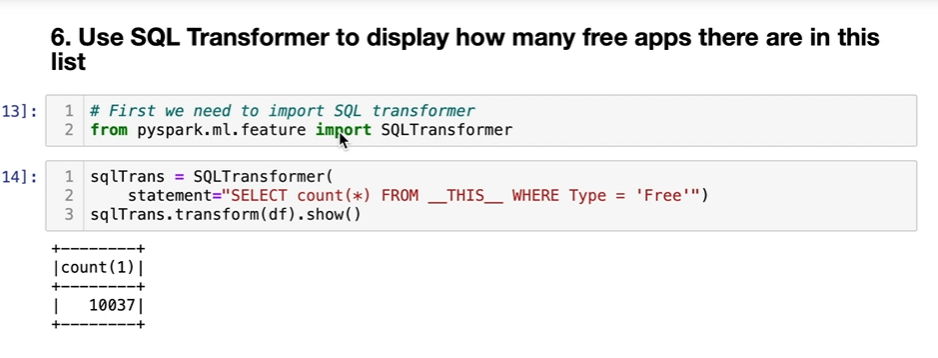 6. Use SQL Transformer to display how many free apps there are in this
list
13]:
1 # First we need to import SQL transformer
2 from pyspark.ml.feature import SQLTransformer
14]:
1 sqlTrans = SQLTransformer(
2     statement="SELECT count(*) FROM __THIS__ WHERE Type = 'Free'")
3 sqlTrans.transform(df).show()
+--------+
|count(1)|
+--------+
|   10037|
+--------+